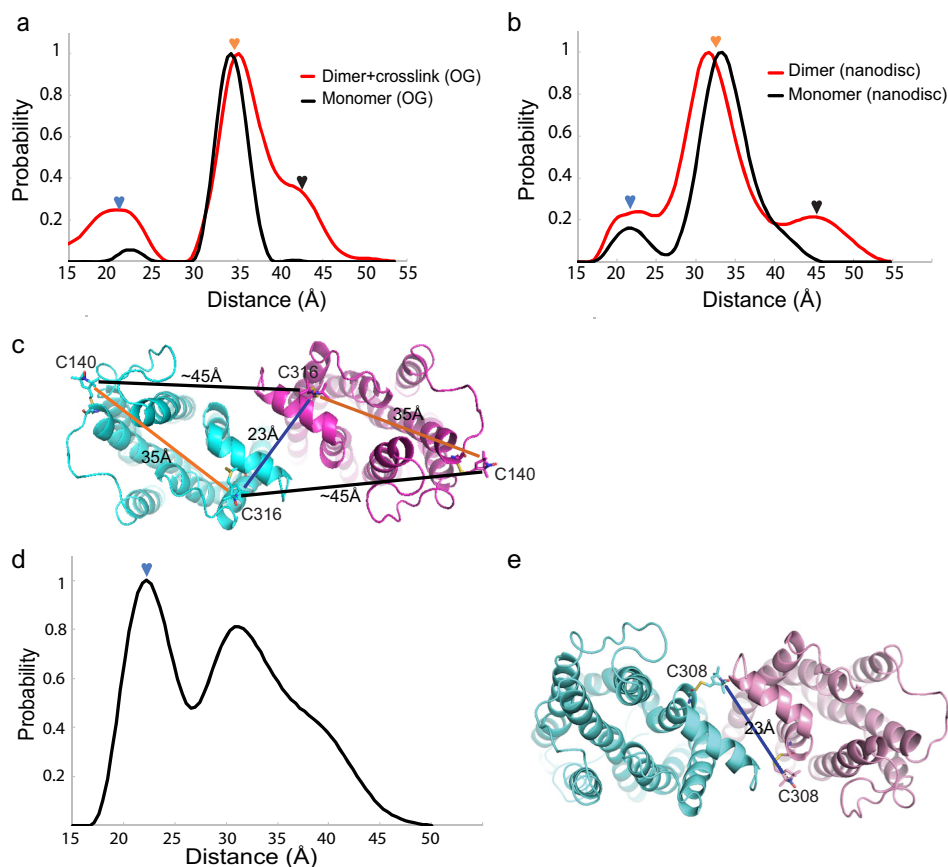 a
Probability
1
0.8
0.6
0.4
0.2
Dimer+crosslink (OG)
Monomer (OG)
15 20 25 30 35 40 45 50 55
Distance (Å)
b
Probability
1
0.8
0.6
0.4
0.2
Dimer (nanodisc)
Monomer (nanodisc)
15 20 25 30 35 40 45 50 55 60
Distance (Å)
c
C140
~45Å
C316
35Å
23Å
35Å
C140
~45Å
C316
d
Probability
1
0.8
0.6
0.4
0.2
15 20 25 30 35 40 45 50
Distance (Å)
e
C308
23Å
C308